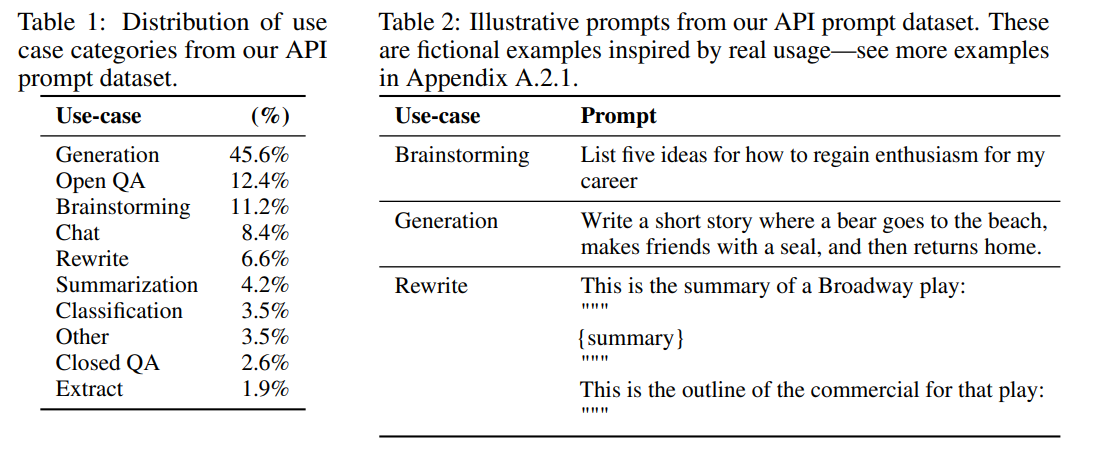 Table 1: Distribution of use
case categories from our API
prompt dataset.
Use-case (%)
Generation 45.6%
Open QA 12.4%
Brainstorming 11.2%
Chat 8.4%
Rewrite 6.6%
Summarization 4.2%
Classification 3.5%
Other 3.5%
Closed QA 2.6%
Extract 1.9%
Table 2: Illustrative prompts from our API prompt dataset. These
are fictional examples inspired by real usage—see more examples
in Appendix A.2.1.
Use-case Prompt
Brainstorming List five ideas for how to regain enthusiasm for my
career
Generation Write a short story where a bear goes to the beach,
makes friends with a seal, and then returns home.
Rewrite This is the summary of a Broadway play:
"""
{summary}
"""
This is the outline of the commercial for that play:
"""